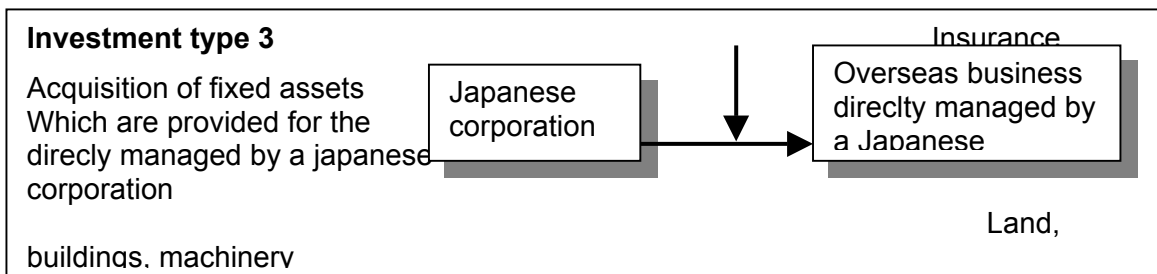 Investment type 3
Insurance
Acquisition of fixed assets
Which are provided for the
direcly managed by a japanese
corporation
Japanese
corporation
Overseas business
direclty managed by
a Japanese
Land,
buildings, machinery